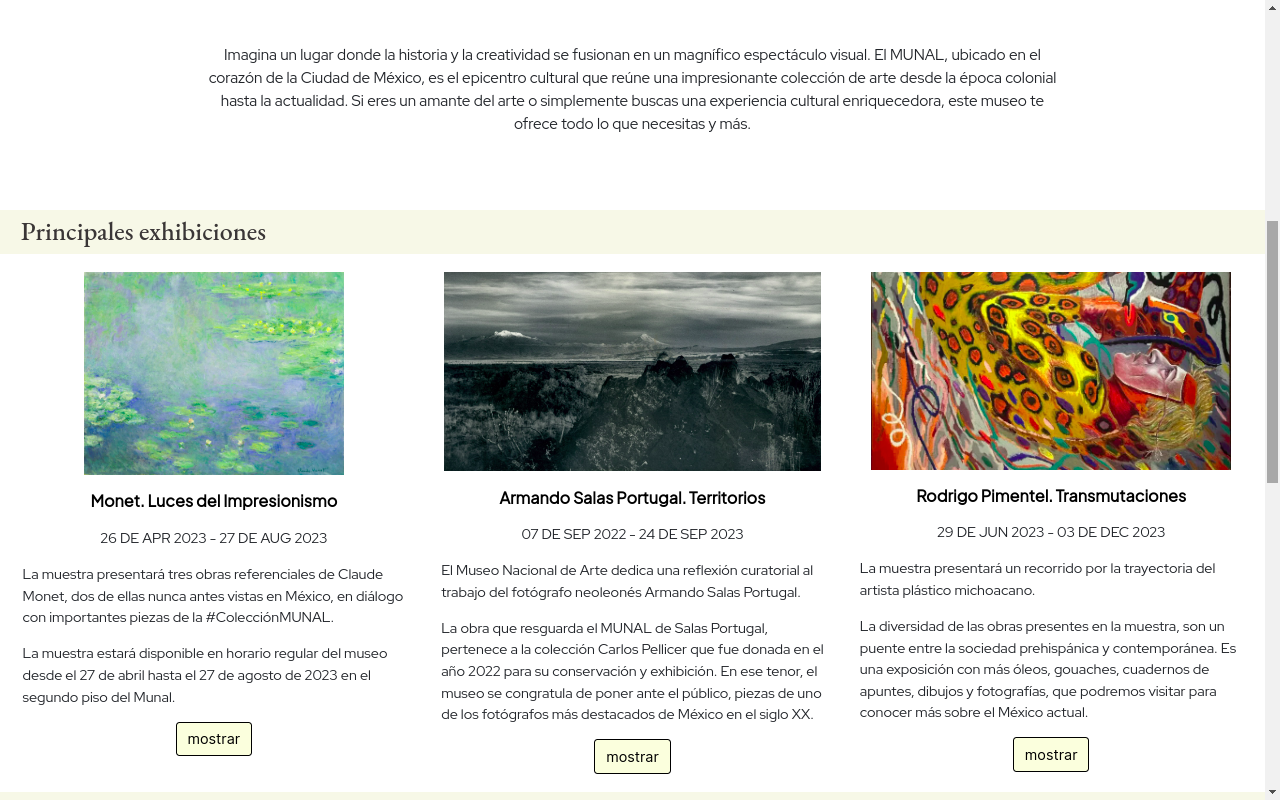 Imagina un lugar donde la historia y la creatividad se fusionan en un magnífico espectáculo visual. El MUNAL, ubicado en el
corazón de la Ciudad de México, es el epicentro cultural que reúne una impresionante colección de arte desde la época colonial
hasta la actualidad. Si eres un amante del arte o simplemente buscas una experiencia cultural enriquecedora, este museo te
ofrece todo lo que necesitas y más.
Principales exhibiciones
Monet. Luces del Impresionismo
26 DE APR 2023 - 27 DE AUG 2023
La muestra presentará tres obras referenciales de Claude
Monet, dos de ellas nunca antes vistas en México, en diálogo
con importantes piezas de la #ColecciónMUNAL.
La muestra estará disponible en horario regular del museo
desde el 27 de abril hasta el 27 de agosto de 2023 en el
segundo piso del Munal.
mostrar
Armando Salas Portugal. Territorios
07 DE SEP 2022 - 24 DE SEP 2023
El Museo Nacional de Arte dedica una reflexión curatorial al
trabajo del fotógrafo neoleonés Armando Salas Portugal.
La obra que resguarda el MUNAL de Salas Portugal,
pertenece a la colección Carlos Pellicer que fue donada en el
año 2022 para su conservación y exhibición. En ese tenor, el
museo se congratula de poner ante el público, piezas de uno
de los fotógrafos más destacados de México en el siglo XX.
mostrar
Rodrigo Pimentel. Transmutaciones
29 DE JUN 2023 - 03 DE DEC 2023
La muestra presentará un recorrido por la trayectoria del
artista plástico michoacano.
La diversidad de las obras presentes en la muestra, son un
puente entre la sociedad prehispánica y contemporánea. Es
una exposición con más óleos, gouaches, cuadernos de
apuntes, dibujos y fotografías, que podremos visitar para
conocer más sobre el México actual.
mostrar